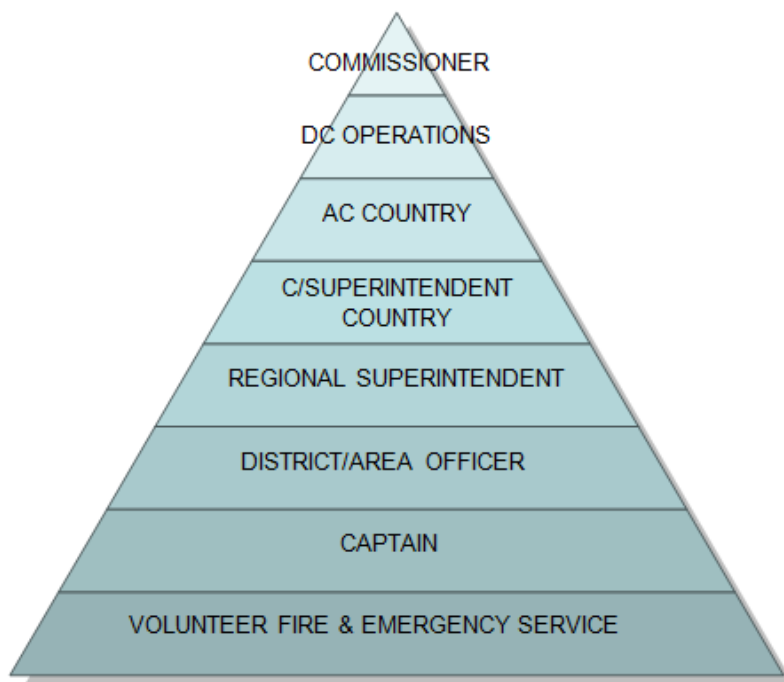 COMMISSIONER
DC OPERATIONS
AC COUNTRY
C/SUPERINTENDENT
COUNTRY
REGIONAL SUPERINTENDENT
DISTRICT/AREA OFFICER
CAPTAIN
VOLUNTEER FIRE & EMERGENCY SERVICE